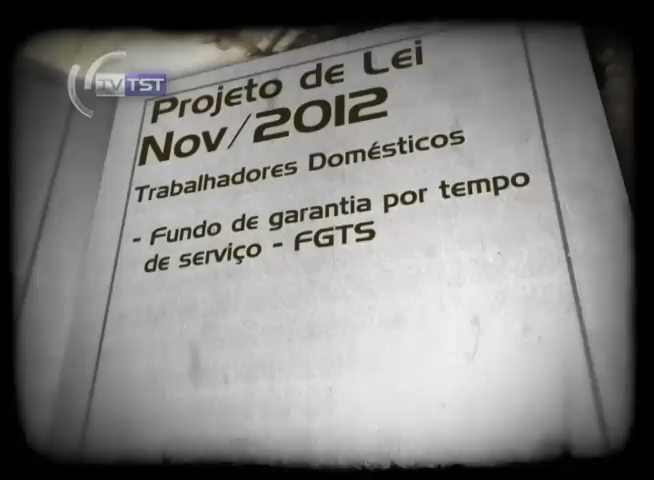 TV TST
Projeto de Lei
Nov/2012
Trabalhadores Domésticos
- Fundo de garantia por tempo
de serviço - FGTS